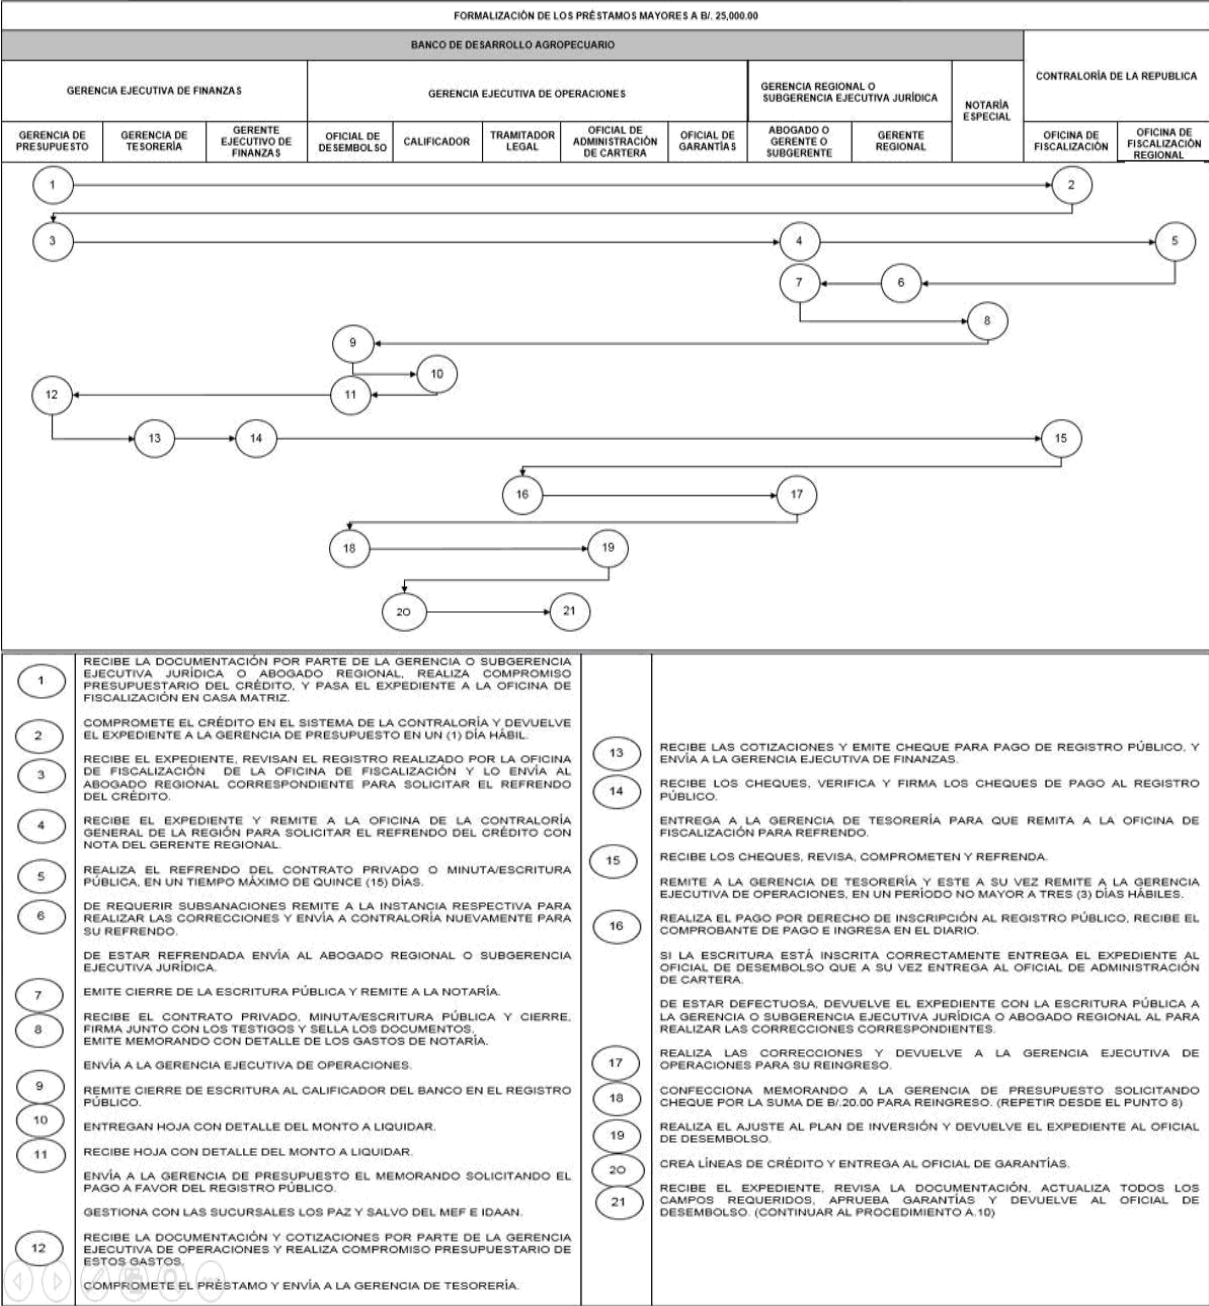 FORMALIZACIÓN DE LOS PRÉSTAMOS MAYORES A B/. 25,000.00
BANCO DE DESARROLLO AGROPECUARIO
CONTRALORÍA DE LA REPUBLICA
GERENCIA EJECUTIVA DE FINANZAS
GERENCIA EJECUTIVA DE OPERACIONES
GERENCIA REGIONAL O
SUBGERENCIA EJECUTIVA JURÍDICA
NOTARÍA
ESPECIAL
GERENCIA DE
PRESUPUESTO
GERENCIA DE
TESORERÍA
GERENTE
EJECUTIVO DE
FINANZAS
OFICIAL DE
DESEMBOLSO
CALIFICADOR
TRAMITADOR
LEGAL
OFICIAL DE
ADMINISTRACIÓN
DE CARTERA
OFICIAL DE
GARANTÍAS
ABOGADO O
GERENTE O
SUBGERENTE
GERENTE
REGIONAL
OFICINA DE
FISCALIZACIÓN
OFICINA DE
FISCALIZACIÓN
REGIONAL
1
2
3
4
5
7
6
8
9
10
12
11
13
14
15
16
17
18
19
20
21
1
RECIBE LA DOCUMENTACIÓN POR PARTE DE LA GERENCIA O SUBGERENCIA
EJECUTIVA JURÍDICA O ABOGADO REGIONAL, REALIZA COMPROMISO
PRESUPUESTARIO DEL CRÉDITO, Y PASA EL EXPEDIENTE A LA OFICINA DE
FISCALIZACIÓN EN CASA MATRIZ.
2
COMPROMETE EL CRÉDITO EN EL SISTEMA DE LA CONTRALORÍA Y DEVUELVE
EL EXPEDIENTE A LA GERENCIA DE PRESUPUESTO EN UN (1) DÍA HÁBIL.
3
RECIBE EL EXPEDIENTE, REVISAN EL REGISTRO REALIZADO POR LA OFICINA
DE FISCALIZACIÓN DE LA OFICINA DE FISCALIZACIÓN Y LO ENVÍA AL
ABOGADO REGIONAL CORRESPONDIENTE PARA SOLICITAR EL REFRENDO
DEL CRÉDITO.
4
RECIBE EL EXPEDIENTE Y REMITE A LA OFICINA DE LA CONTRALORÍA
GENERAL DE LA REGIÓN PARA SOLICITAR EL REFRENDO DEL CRÉDITO CON
NOTA DEL GERENTE REGIONAL.
5
REALIZA EL REFRENDO DEL CONTRATO PRIVADO O MINUTA/ESCRITURA
PÚBLICA, EN UN TIEMPO MÁXIMO DE QUINCE (15) DÍAS.
6
DE REQUERIR SUBSANACIONES REMITE A LA INSTANCIA RESPECTIVA PARA
REALIZAR LAS CORRECCIONES Y ENVÍA A CONTRALORÍA NUEVAMENTE PARA
SU REFRENDO.
DE ESTAR REFRENDADA ENVÍA AL ABOGADO REGIONAL O SUBGERENCIA
EJECUTIVA JURÍDICA.
7
EMITE CIERRE DE LA ESCRITURA PÚBLICA Y REMITE A LA NOTARÍA.
8
RECIBE EL CONTRATO PRIVADO, MINUTA/ESCRITURA PÚBLICA Y CIERRE,
FIRMA JUNTO CON LOS TESTIGOS Y SELLA LOS DOCUMENTOS.
EMITE MEMORANDO CON DETALLE DE LOS GASTOS DE NOTARÍA.
ENVÍA A LA GERENCIA EJECUTIVA DE OPERACIONES.
9
REMITE CIERRE DE ESCRITURA AL CALIFICADOR DEL BANCO EN EL REGISTRO
PÚBLICO.
10
ENTREGAN HOJA CON DETALLE DEL MONTO A LIQUIDAR.
11
RECIBE HOJA CON DETALLE DEL MONTO A LIQUIDAR.
ENVÍA A LA GERENCIA DE PRESUPUESTO EL MEMORANDO SOLICITANDO EL
PAGO A FAVOR DEL REGISTRO PÚBLICO.
GESTIONA CON LAS SUCURSALES LOS PAZ Y SALVO DEL MEF E IDAAN.
12
RECIBE LA DOCUMENTACIÓN Y COTIZACIONES POR PARTE DE LA GERENCIA
EJECUTIVA DE OPERACIONES Y REALIZA COMPROMISO PRESUPUESTARIO DE
ESTOS GASTOS.
COMPROMETE EL PRÉSTAMO Y ENVÍA A LA GERENCIA DE TESORERÍA.
13
RECIBE LAS COTIZACIONES Y EMITE CHEQUE PARA PAGO DE REGISTRO PÚBLICO, Y
ENVÍA A LA GERENCIA EJECUTIVA DE FINANZAS.
14
RECIBE LOS CHEQUES, VERIFICA Y FIRMA LOS CHEQUES DE PAGO AL REGISTRO
PÚBLICO.
ENTREGA A LA GERENCIA DE TESORERÍA PARA QUE REMITA A LA OFICINA DE
FISCALIZACIÓN PARA REFRENDO.
15
RECIBE LOS CHEQUES, REVISA, COMPROMETEN Y REFRENDA.
REMITE A LA GERENCIA DE TESORERÍA Y ESTE A SU VEZ REMITE A LA GERENCIA
EJECUTIVA DE OPERACIONES, EN UN PERÍODO NO MAYOR A TRES (3) DÍAS HÁBILES.
16
REALIZA EL PAGO POR DERECHO DE INSCRIPCIÓN AL REGISTRO PÚBLICO, RECIBE EL
COMPROBANTE DE PAGO E INGRESA EN EL DIARIO.
SI LA ESCRITURA ESTÁ INSCRITA CORRECTAMENTE ENTREGA EL EXPEDIENTE AL
OFICIAL DE DESEMBOLSO QUE A SU VEZ ENTREGA AL OFICIAL DE ADMINISTRACIÓN
DE CARTERA.
DE ESTAR DEFECTUOSA, DEVUELVE EL EXPEDIENTE CON LA ESCRITURA PÚBLICA A
LA GERENCIA O SUBGERENCIA EJECUTIVA JURÍDICA O ABOGADO REGIONAL AL PARA
REALIZAR LAS CORRECCIONES CORRESPONDIENTES.
17
REALIZA LAS CORRECCIONES Y DEVUELVE A LA GERENCIA EJECUTIVA DE
OPERACIONES PARA SU REINGRESO.
18
CONFECCIONA MEMORANDO A LA GERENCIA DE PRESUPUESTO SOLICITANDO
CHEQUE POR LA SUMA DE B/.20.00 PARA REINGRESO. (REPETIR DESDE EL PUNTO 8)
19
REALIZA EL AJUSTE AL PLAN DE INVERSIÓN Y DEVUELVE EL EXPEDIENTE AL OFICIAL
DE DESEMBOLSO.
20
CREA LÍNEAS DE CRÉDITO Y ENTREGA AL OFICIAL DE GARANTÍAS.
21
RECIBE EL EXPEDIENTE, REVISA LA DOCUMENTACIÓN, ACTUALIZA TODOS LOS
CAMPOS REQUERIDOS, APRUEBA GARANTÍAS Y DEVUELVE AL OFICIAL DE
DESEMBOLSO. (CONTINUAR AL PROCEDIMIENTO A.10)